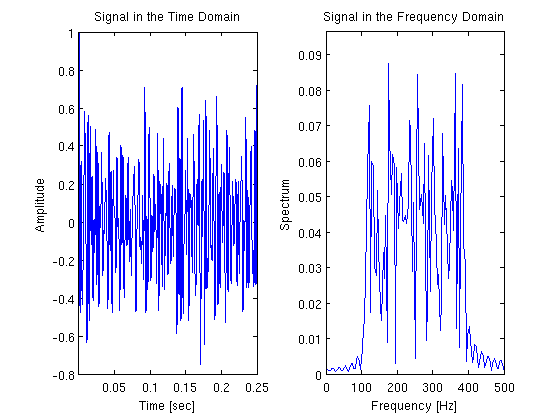 Signal in the Time Domain
1
0.8
0.6
0.4
0.2
0
-0.2
-0.4
-0.6
-0.8
Amplitude
0.05 0.1 0.15 0.2 0.25
Time [sec]
Signal in the Frequency Domain
0.09
0.08
0.07
0.06
0.05
0.04
0.03
0.02
0.01
0
Spectrum
0 100 200 300 400 500
Frequency [Hz]